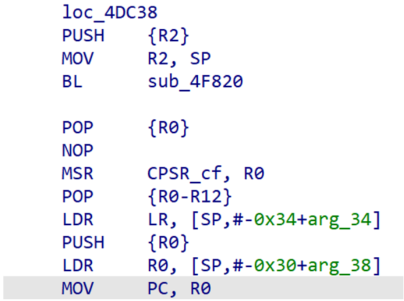 loc_4DC38
PUSH {R2}
MOV R2, SP
BL sub_4F820
POP {R0}
NOP
MSR CPSR_cf, R0
POP {R0-R12}
LDR LR, [SP,#-0x34+arg_34]
PUSH {R0}
LDR R0, [SP,#-0x30+arg_38]
MOV PC, R0